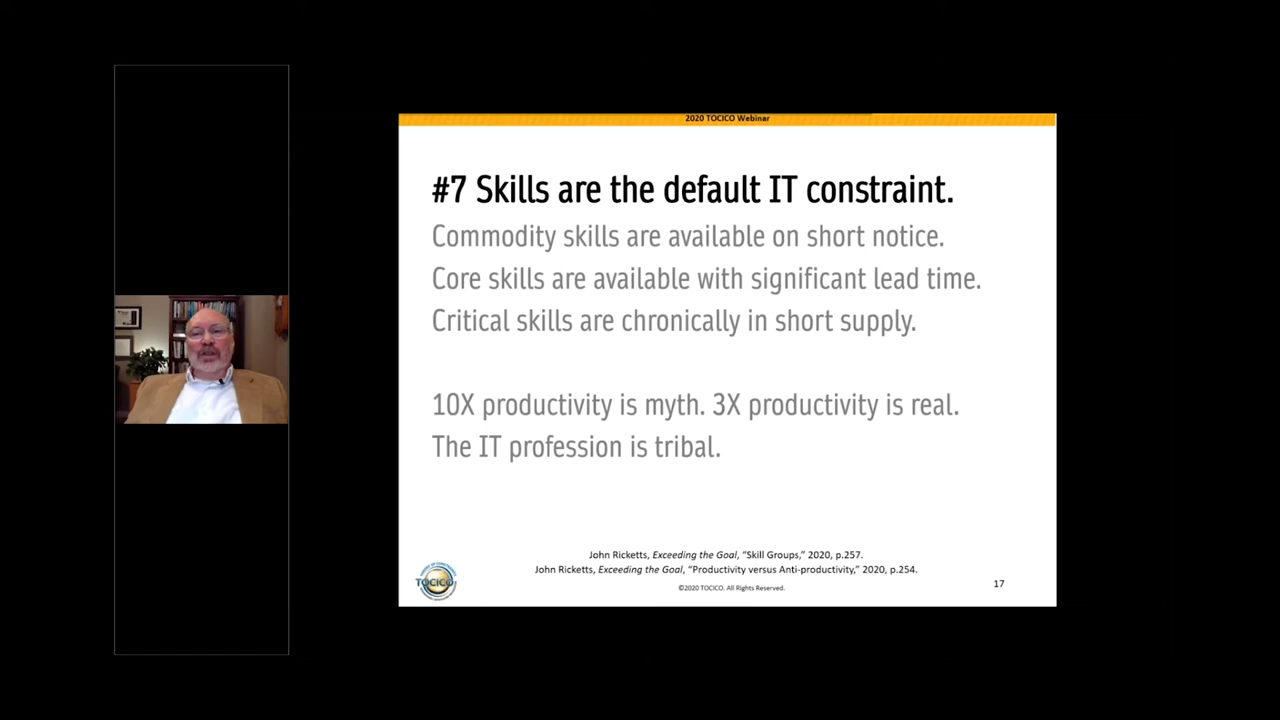 2020 TOCICO Webinar
#7 Skills are the default IT constraint.
Commodity skills are available on short notice.
Core skills are available with significant lead time.
Critical skills are chronically in short supply.
10X productivity is myth. 3X productivity is real.
The IT profession is tribal.
John Ricketts, Exceeding the Goal, “Skill Groups,” 2020, p.257.
John Ricketts, Exceeding the Goal, “Productivity versus Anti-productivity,” 2020, p.254.
TOCICO
©2020 TOCICO. All Rights Reserved.
17